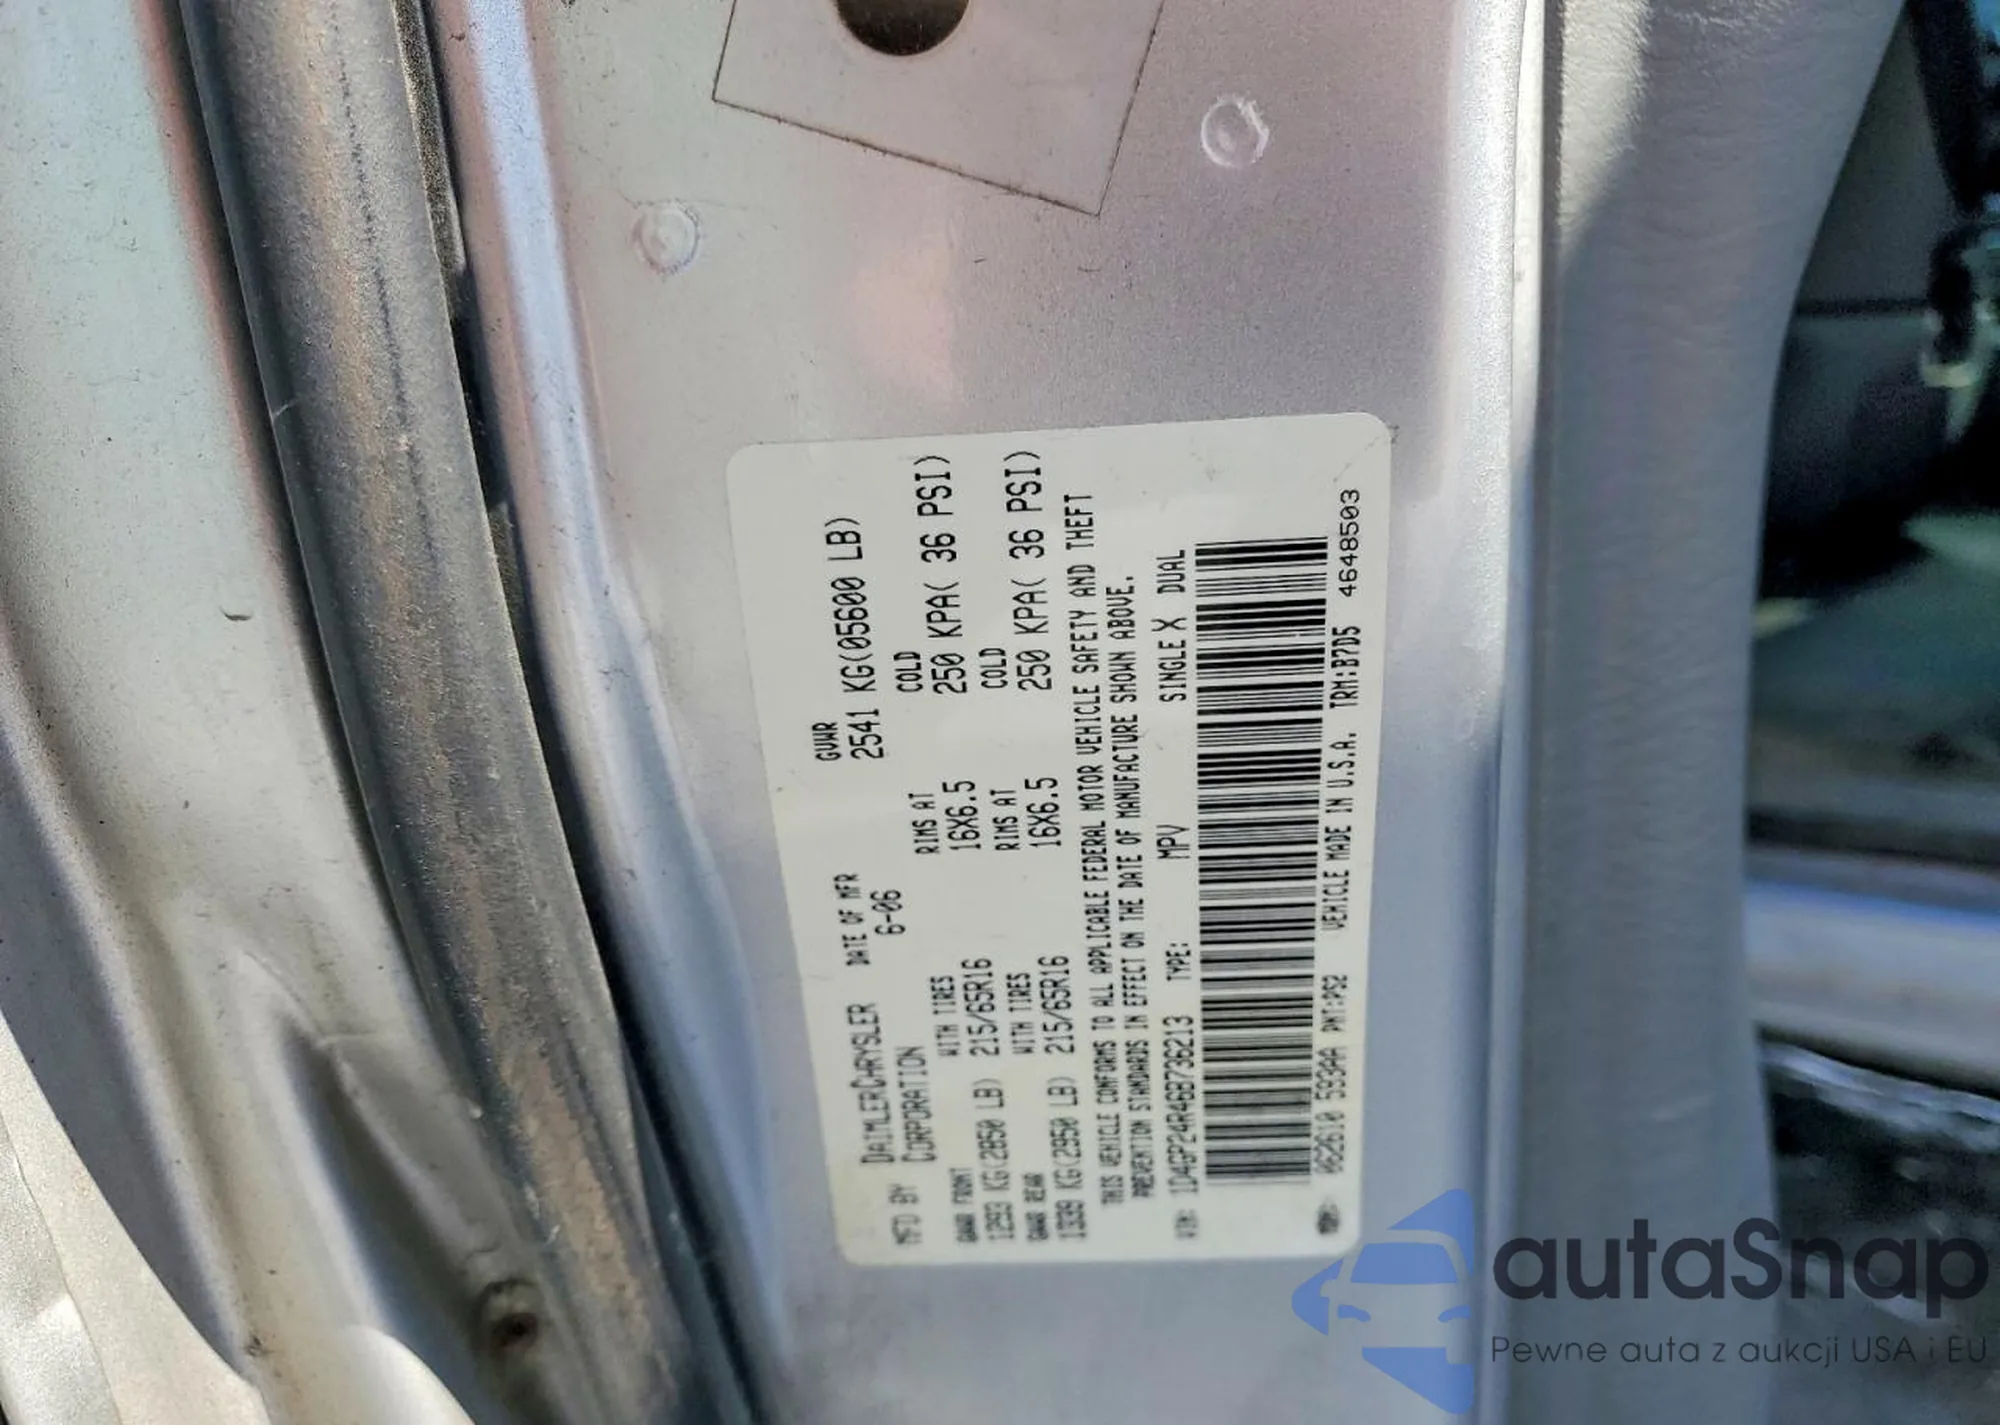 MFD BY DAIMLERCHRYSLER DATE OF MFR GVWR
CORPORATION 6-06 2541 KG(05600 LB)
GAWR FRONT WITH TIRES RIMS AT COLD
1293 KG(2850 LB) 215/65R16 16X6.5 250 KPA( 36 PSI)
GAWR REAR WITH TIRES RIMS AT COLD
1339 KG(2950 LB) 215/65R16 16X6.5 250 KPA( 36 PSI)
THIS VEHICLE CONFORMS TO ALL APPLICABLE FEDERAL MOTOR VEHICLE SAFETY AND THEFT
PREVENTION STANDARDS IN EFFECT ON THE DATE OF MANUFACTURE SHOWN ABOVE.
VIN: 1D4GP24R46B736213 TYPE: MPV SINGLE X DUAL
MDH: 062610 593AA PNT:PS2 VEHICLE MADE IN U.S.A. TRM:B7D5 4648503
autaSnap
Pewne auta z aukcji USA i EU